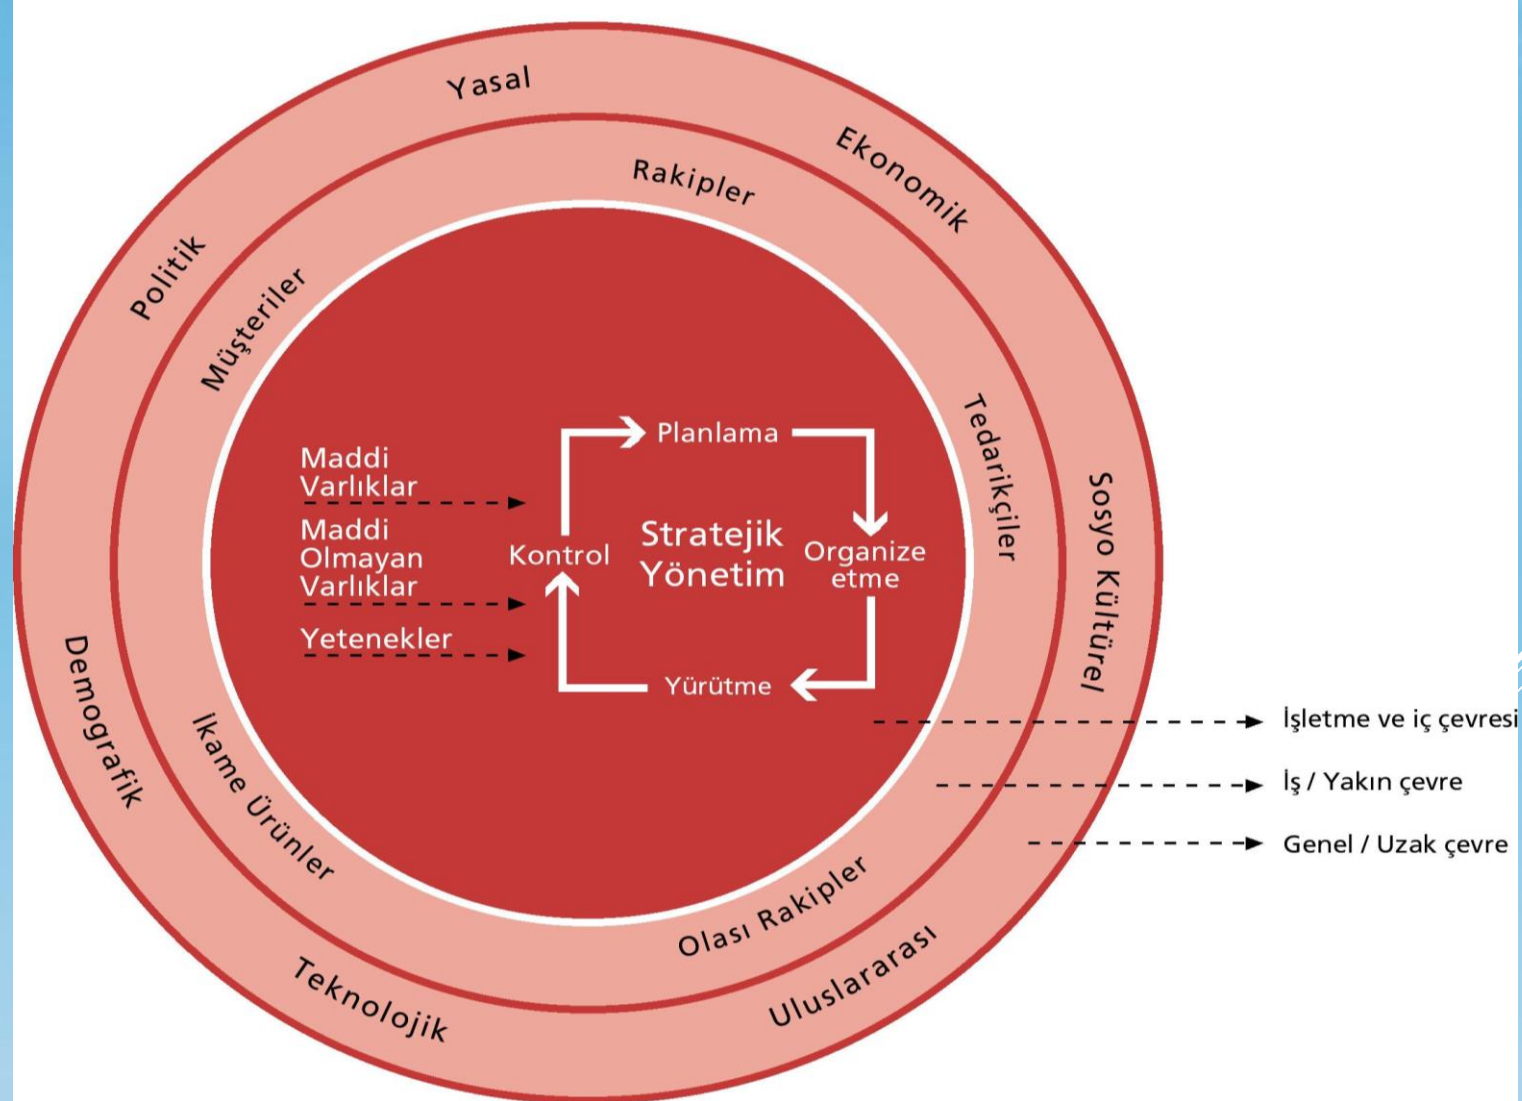 Yasal
Ekonomik
Rakipler
Politik
Müşteriler
Tedarikçiler
Sosyo Kültürel
Planlama
Maddi
Varlıklar
Maddi
Olmayan
Varlıklar
Yetenekler
Kontrol
Stratejik
Yönetim
Organize
etme
Yürütme
Demografik
İkame Ürünler
Olası Rakipler
Teknolojik
Uluslararası
İşletme ve iç çevresi
İş / Yakın çevre
Genel / Uzak çevre